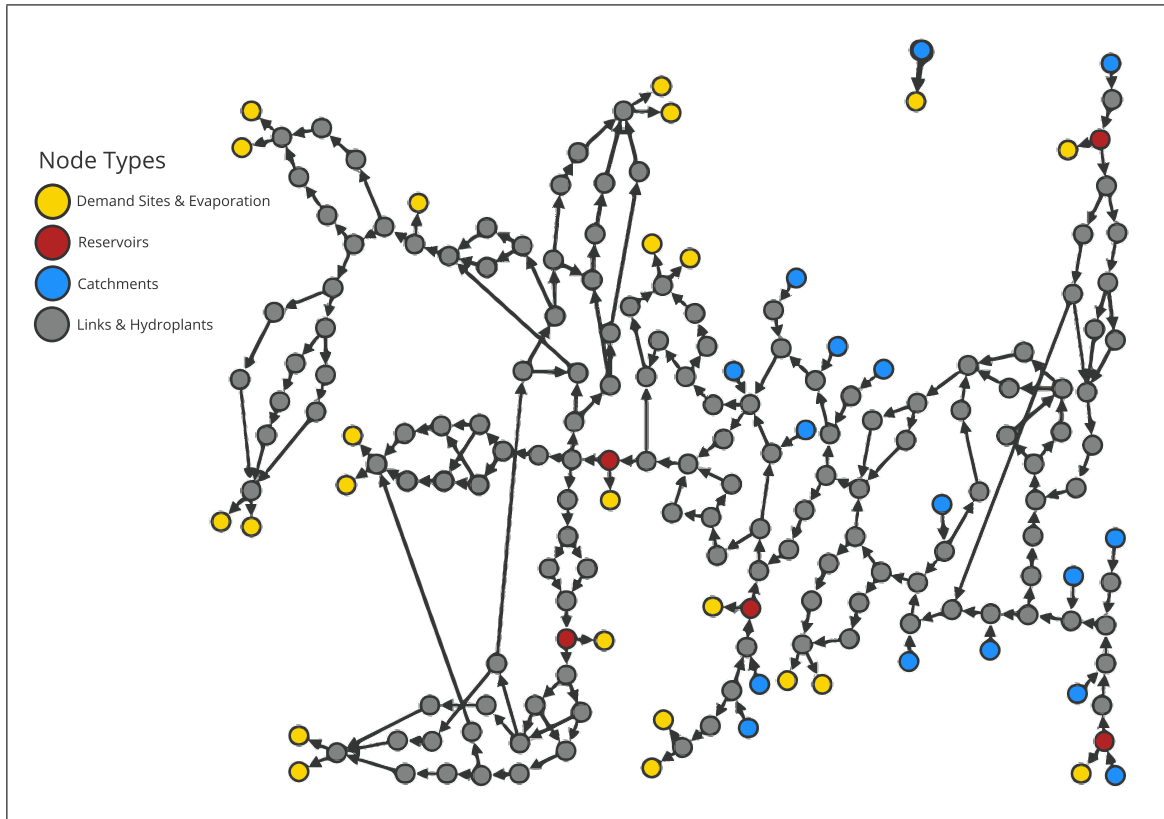 Node Types
Demand Sites & Evaporation
Reservoirs
Catchments
Links & Hydroplants